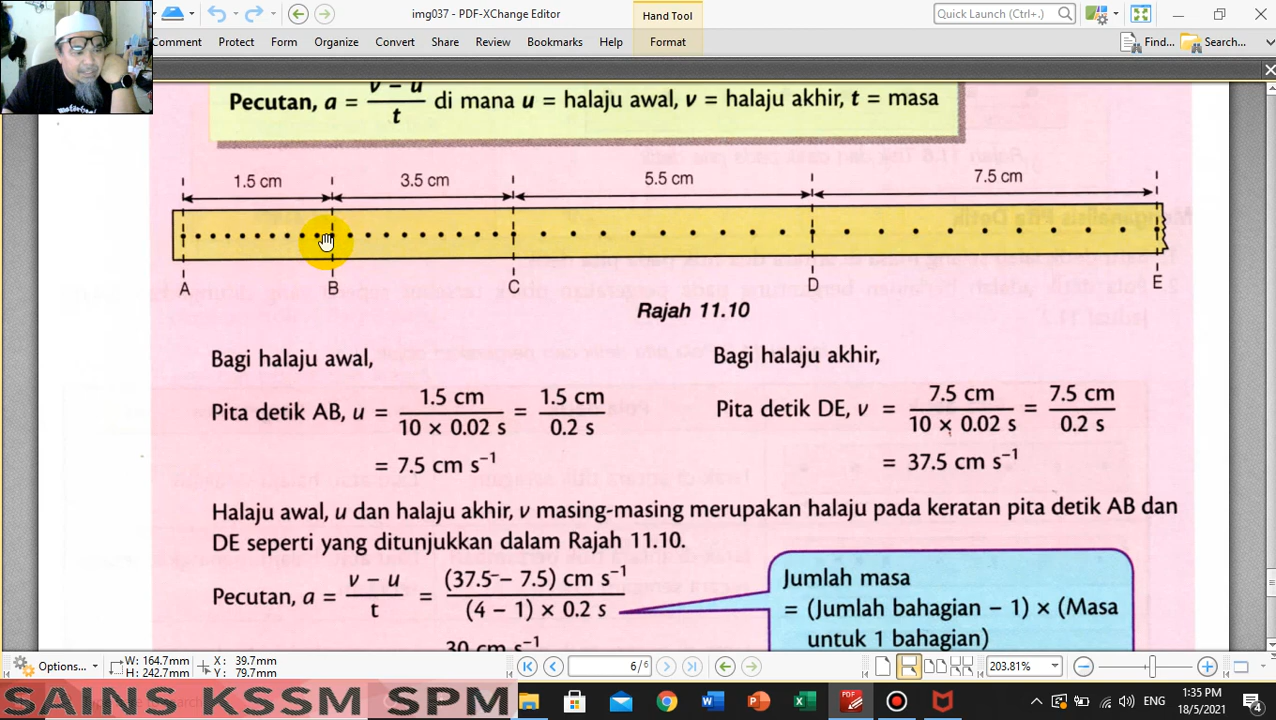 img037 - PDF-XChange Editor
Hand Tool
Quick Launch (Ctrl+.)
Comment Protect Form Organize Convert Share Review Bookmarks Help Format Find... Search...
Pecutan, a = v – u / t di mana u = halaju awal, v = halaju akhir, t = masa
1.5 cm 3.5 cm 5.5 cm 7.5 cm
A B C D E
Rajah 11.10
Bagi halaju awal,
Pita detik AB, u = 1.5 cm / 10 × 0.02 s = 1.5 cm / 0.2 s
= 7.5 cm s⁻¹
Bagi halaju akhir,
Pita detik DE, v = 7.5 cm / 10 × 0.02 s = 7.5 cm / 0.2 s
= 37.5 cm s⁻¹
Halaju awal, u dan halaju akhir, v masing-masing merupakan halaju pada keratan pita detik AB dan
DE seperti yang ditunjukkan dalam Rajah 11.10.
Pecutan, a = v – u / t = (37.5 – 7.5) cm s⁻¹ / (4 – 1) × 0.2 s
30 cm s⁻¹
Jumlah masa
= (Jumlah bahagian – 1) × (Masa
untuk 1 bahagian)
Options... W: 164.7mm X: 39.7mm
H: 242.7mm Y: 79.7mm
6/6
203.81%
SAINS KSSM SPM
ENG
1:35 PM
18/5/2021
4